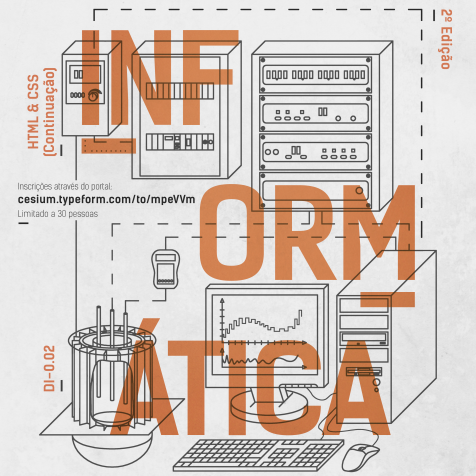 2º Edição
INF
HTML & CSS
(Continuação)
Inscrições através do portal:
cesium.typeform.com/to/mpeVVm
Limitado a 30 pessoas
ORM
ÁTICA
DI-0.02